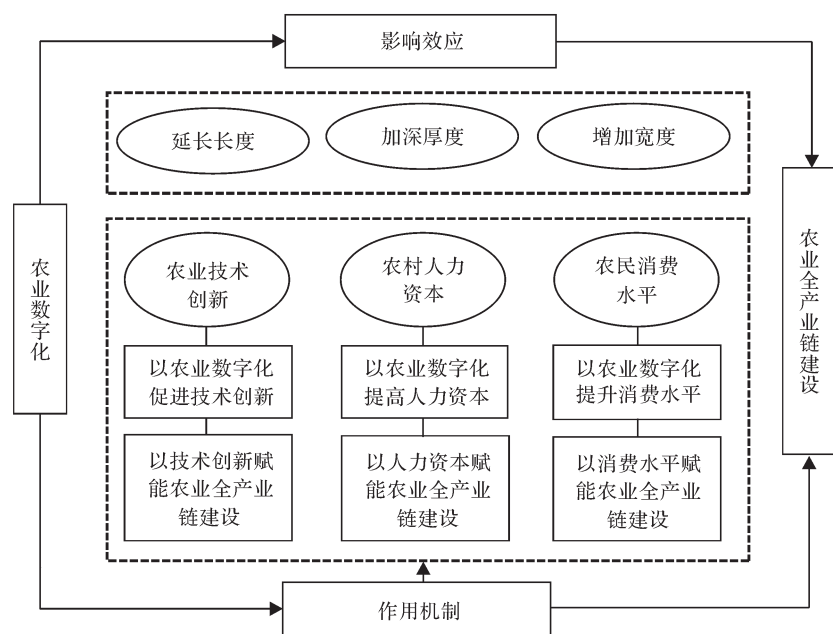 影响效应
延长长度
加深厚度
增加宽度
农业数字化
农业技术
创新
农村人力
资本
农民消费
水平
以农业数字化
促进技术创新
以农业数字化
提高人力资本
以农业数字化
提升消费水平
以技术创新赋
能农业全产业
链建设
以人力资本赋
能农业全产业
链建设
以消费水平赋
能农业全产业
链建设
农业全产业链建设
作用机制